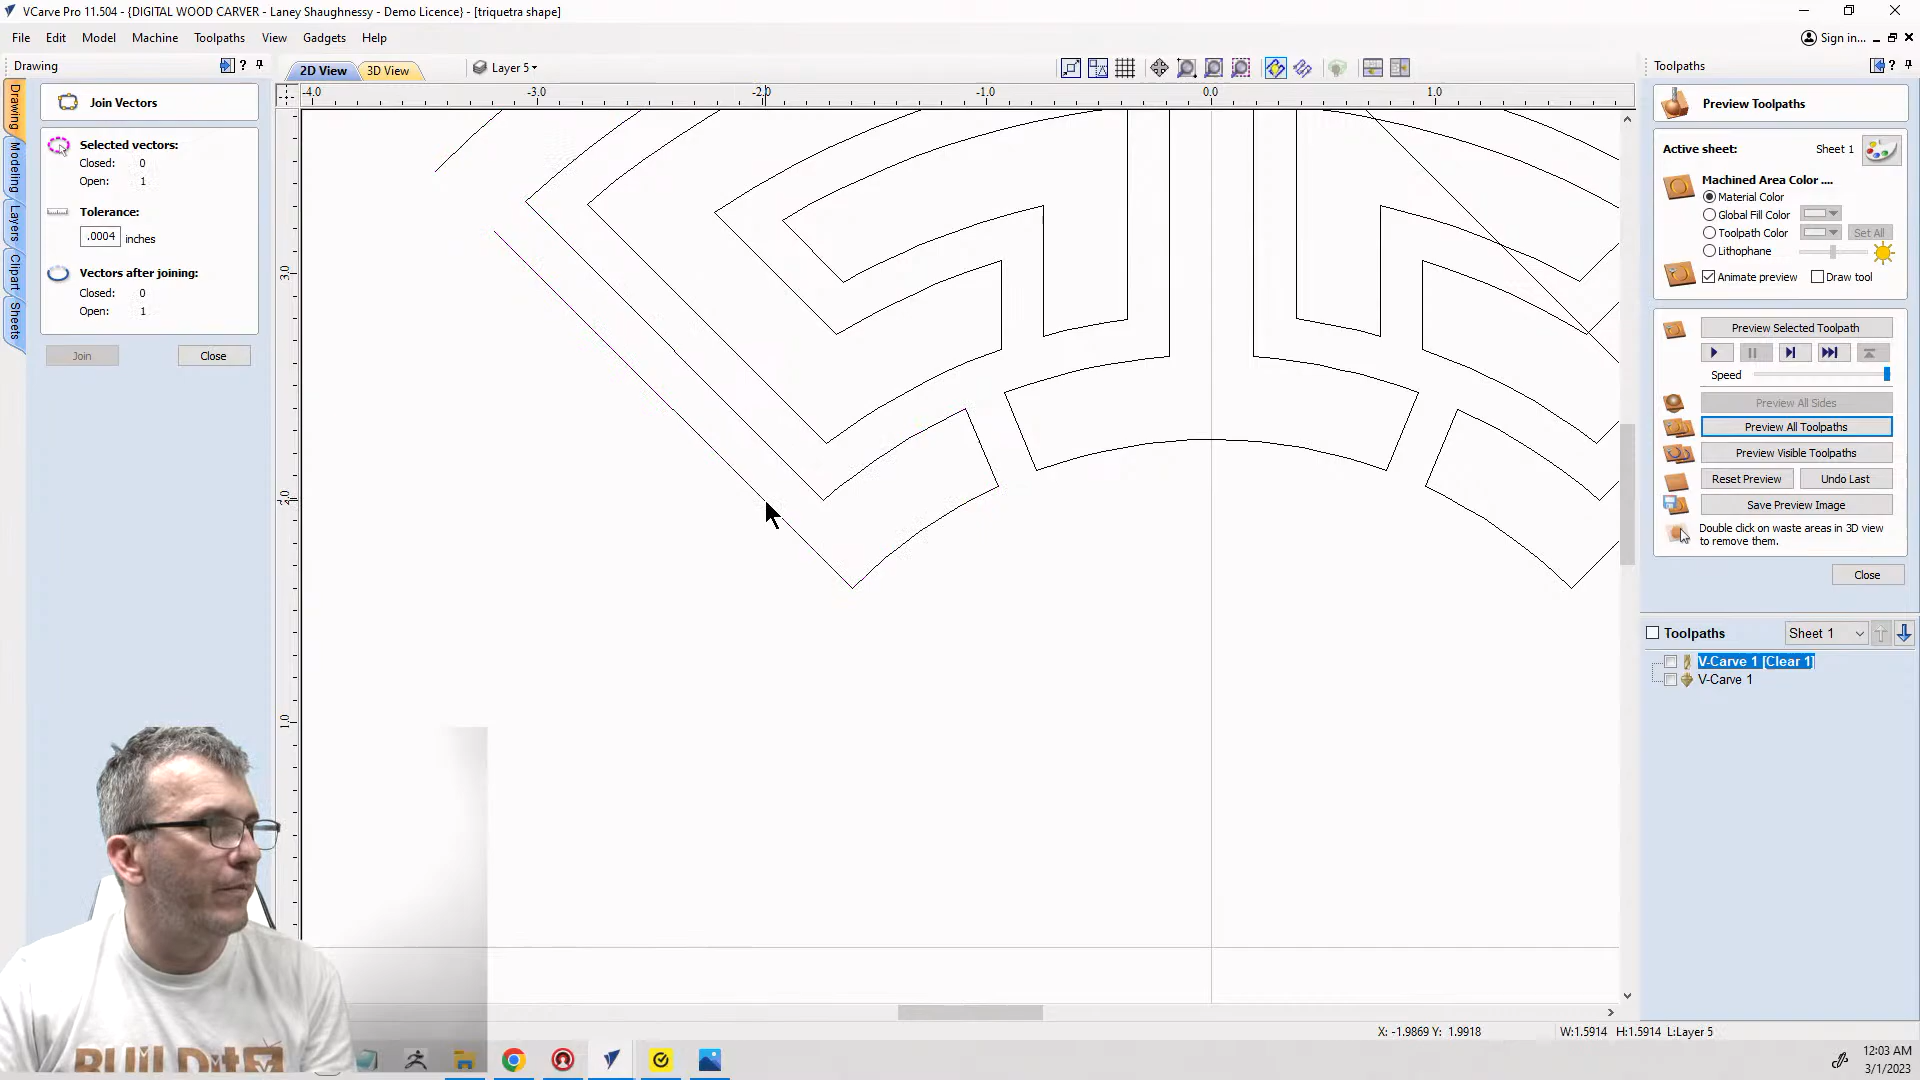 VCarve Pro 11.504 - {DIGITAL WOOD CARVER - Laney Shaughnessy - Demo Licence} - [triquetra shape]
File Edit Model Machine Toolpaths View Gadgets Help
Sign in...
Drawing
2D View 3D View Layer 5
Toolpaths
Join Vectors
Selected vectors:
Closed: 0
Open: 1
Tolerance:
.0004 inches
Vectors after joining:
Closed: 0
Open: 1
Join Close
Drawing
Modeling
Layers
Clipart
Sheets
-4.0 -3.0 -2.0 -1.0 0.0 1.0
3.0
2.0
1.0
Preview Toolpaths
Active sheet: Sheet 1
Machined Area Color ....
Material Color
Global Fill Color
Toolpath Color Set All
Lithophane
Animate preview Draw tool
Preview Selected Toolpath
Speed
Preview All Sides
Preview All Toolpaths
Preview Visible Toolpaths
Reset Preview Undo Last
Save Preview Image
Double click on waste areas in 3D view
to remove them.
Close
Toolpaths Sheet 1
V-Carve 1 [Clear 1]
V-Carve 1
X: -1.9869 Y: 1.9918 W:1.5914 H:1.5914 L:Layer 5
12:03 AM
3/1/2023